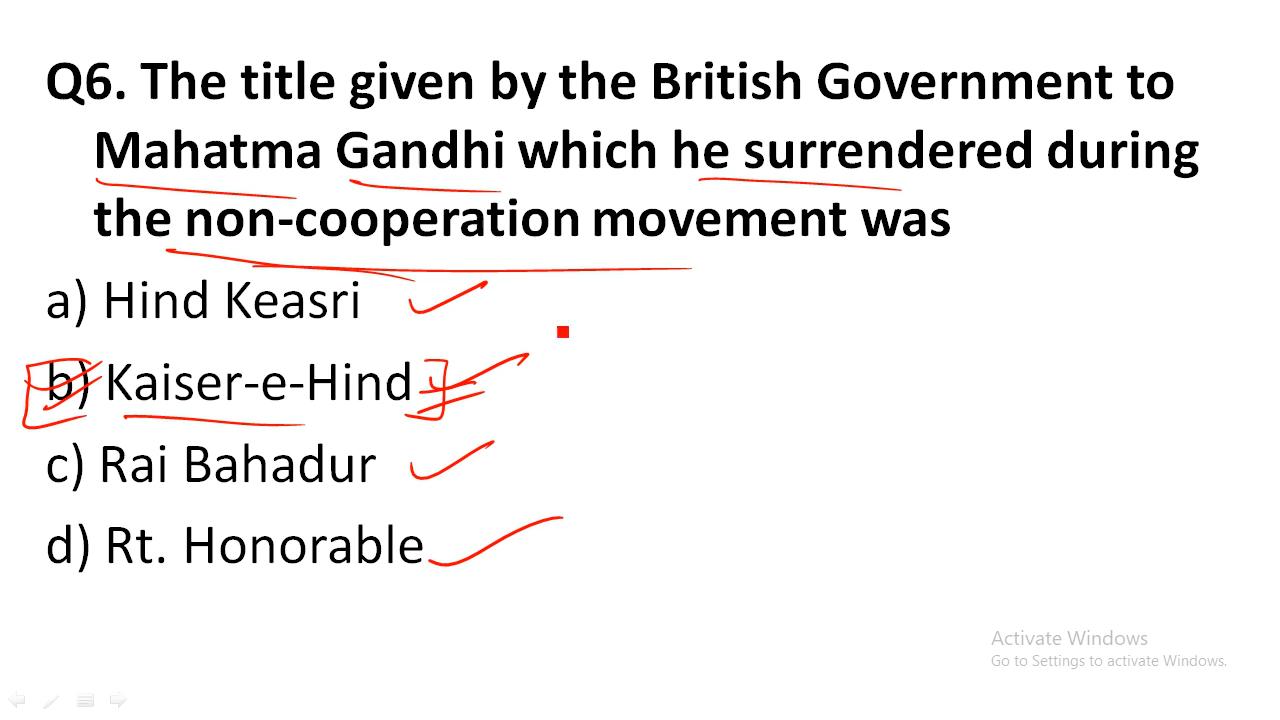 Q6. The title given by the British Government to
Mahatma Gandhi which he surrendered during
the non-cooperation movement was
a) Hind Keasri
b) Kaiser-e-Hind
c) Rai Bahadur
d) Rt. Honorable
Activate Windows
Go to Settings to activate Windows.